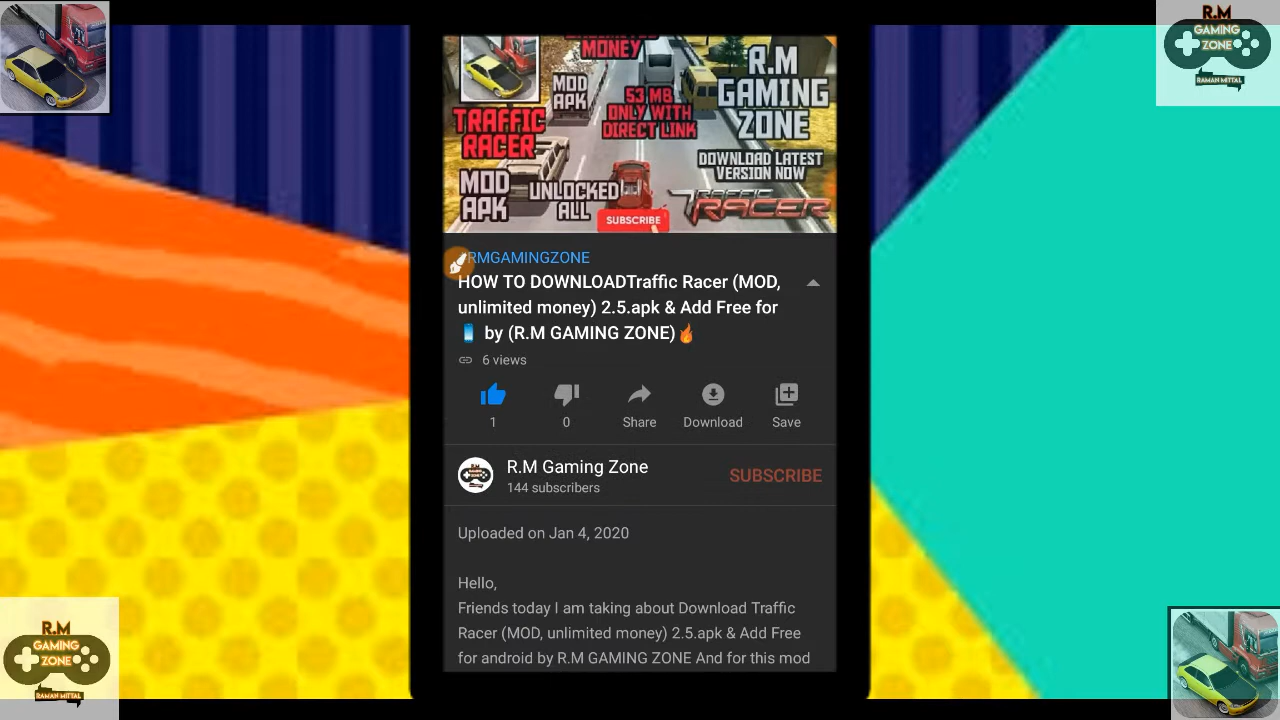 R.M
GAMING
ZONE
RAMAN MITTAL
UNLIMITED
MONEY
MOD
APK
53 MB
ONLY WITH
DIRECT LINK
R.M
GAMING
ZONE
TRAFFIC
RACER
DOWNLOAD LATEST
VERSION NOW
MOD
APK
UNLOCKED
ALL
TRAFFIC
RACER
SUBSCRIBE
RMGAMINGZONE
HOW TO DOWNLOADTraffic Racer (MOD,
unlimited money) 2.5.apk & Add Free for
by (R.M GAMING ZONE)
6 views
1
0
Share
Download
Save
R.M Gaming Zone
144 subscribers
SUBSCRIBE
Uploaded on Jan 4, 2020
Hello,
Friends today I am taking about Download Traffic
Racer (MOD, unlimited money) 2.5.apk & Add Free
for android by R.M GAMING ZONE And for this mod
R.M
GAMING
ZONE
RAMAN MITTAL